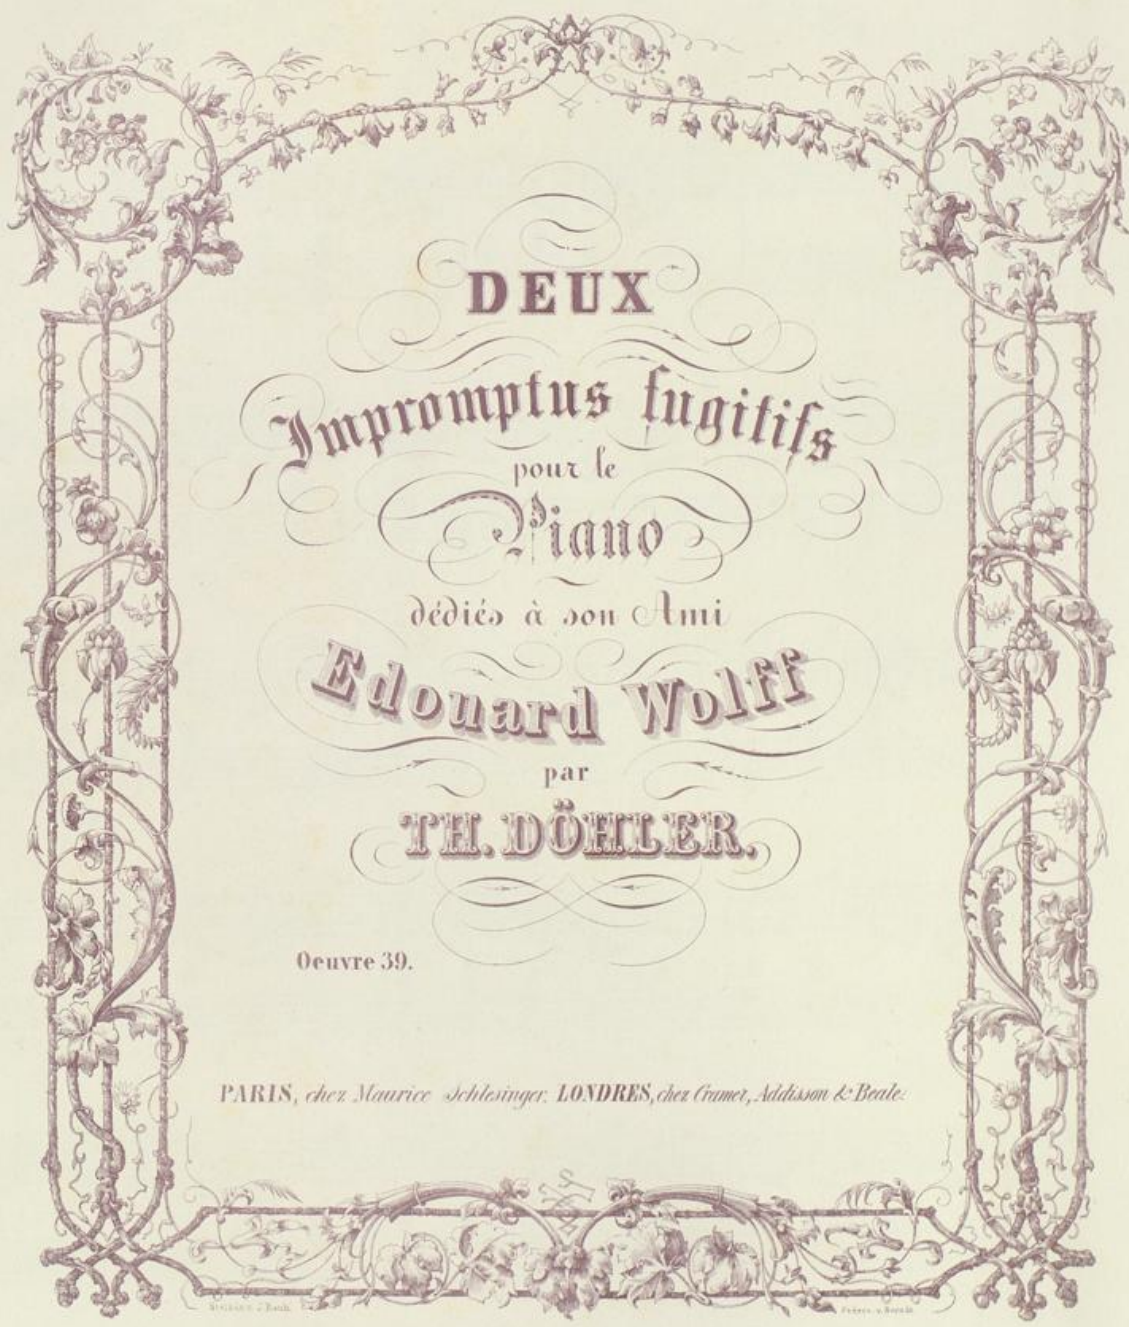 DEUX
Impromptus fugitifs
pour le
Piano
dédiés à son Ami
Edouard Wolff
par
TH. DÖHLER.
Oeuvre 39.
PARIS, chez Maurice Schlesinger. LONDRES, chez Cramer, Addisson & Beale.